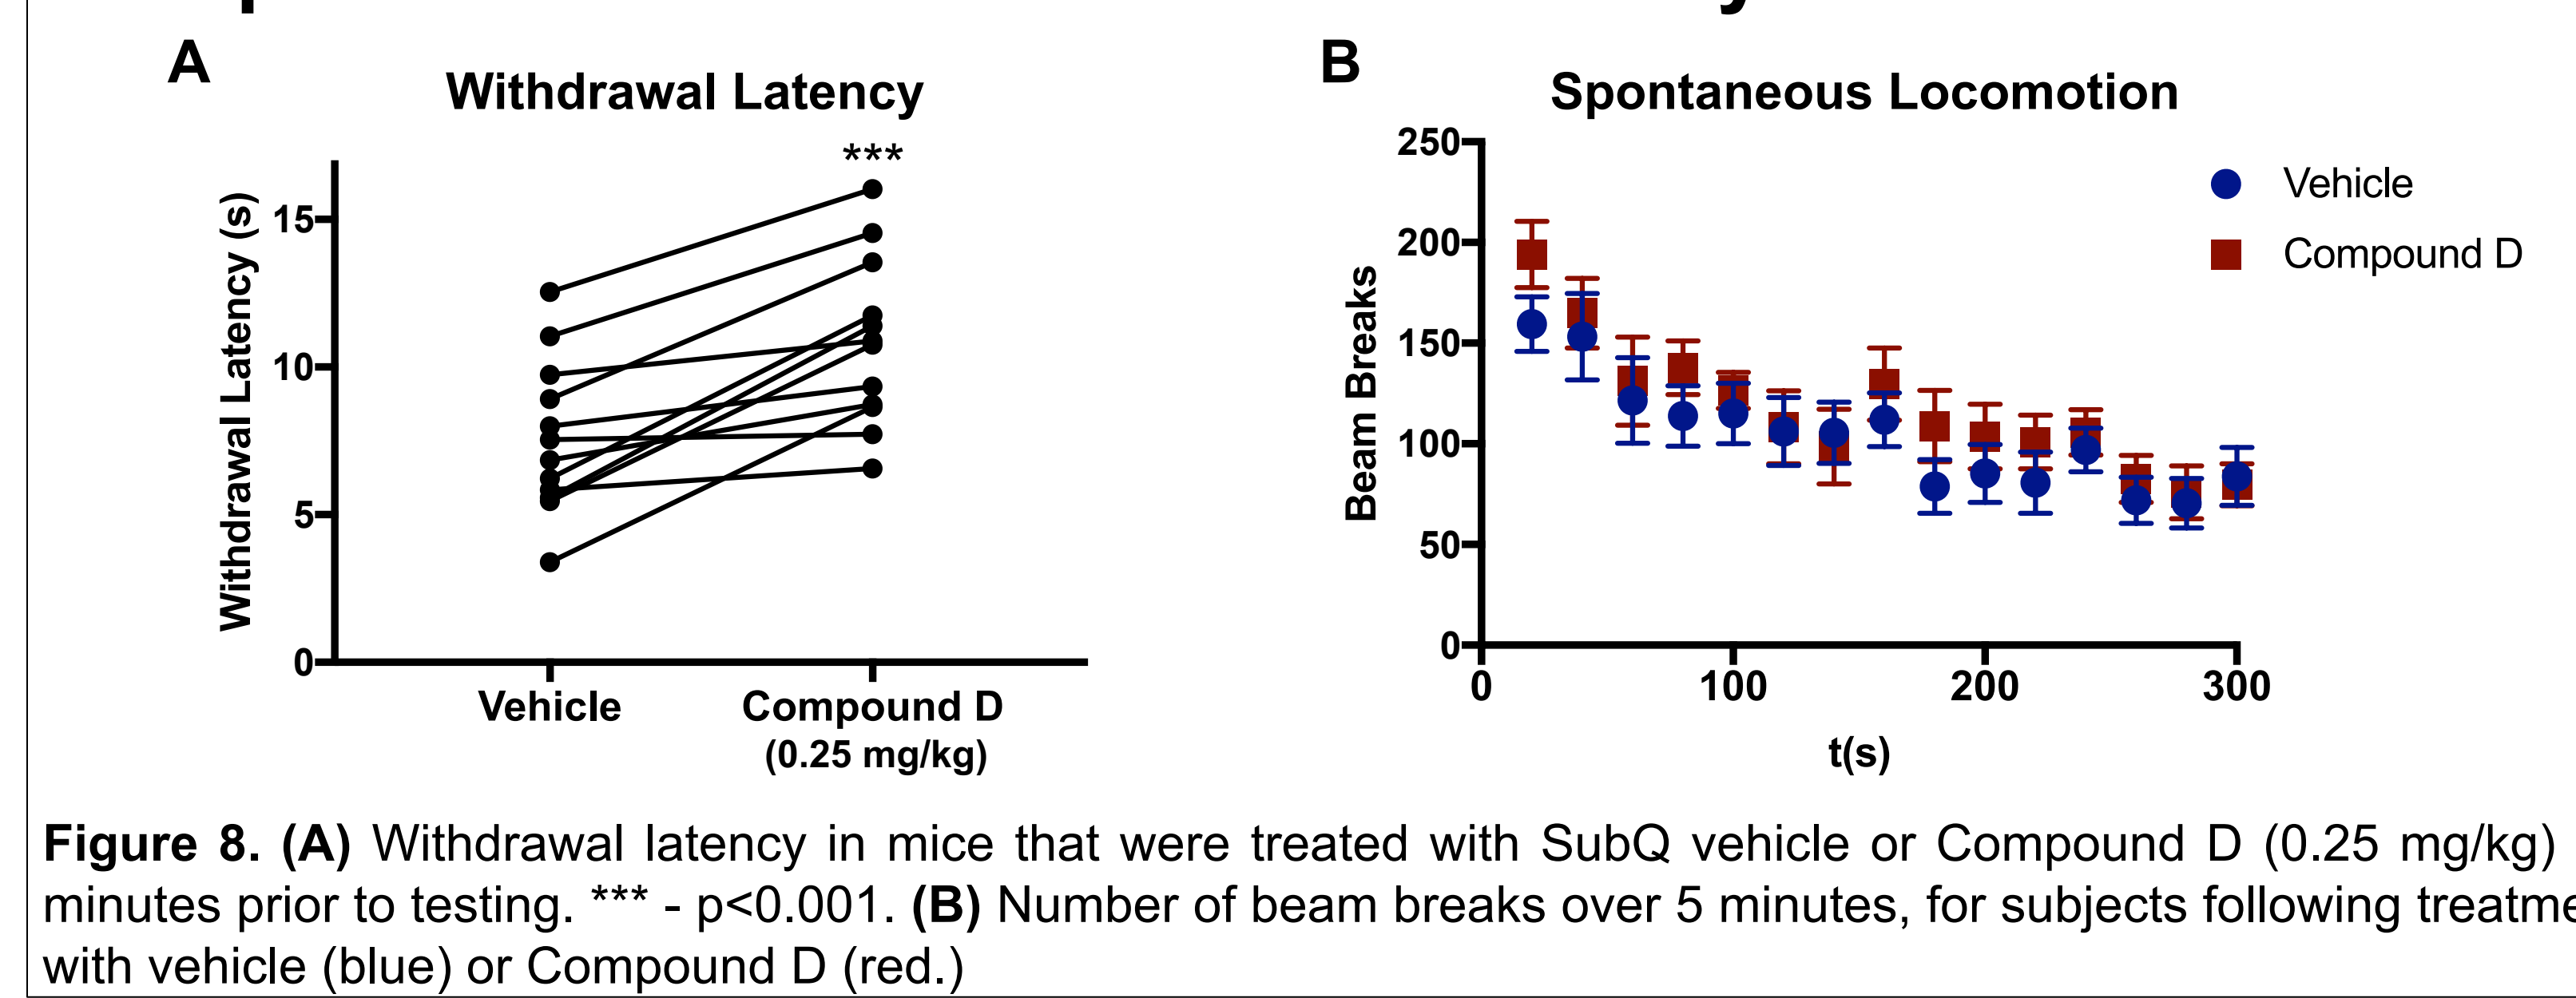 A
B
Withdrawal Latency
***
Withdrawal Latency (s)
15
10
5
0
Vehicle
Compound D
(0.25 mg/kg)
Spontaneous Locomotion
Beam Breaks
250
200
150
100
50
0
0 100 200 300
t(s)
Vehicle
Compound D
Figure 8. (A) Withdrawal latency in mice that were treated with SubQ vehicle or Compound D (0.25 mg/kg)
minutes prior to testing. *** - p<0.001. (B) Number of beam breaks over 5 minutes, for subjects following
with vehicle (blue) or Compound D (red.)